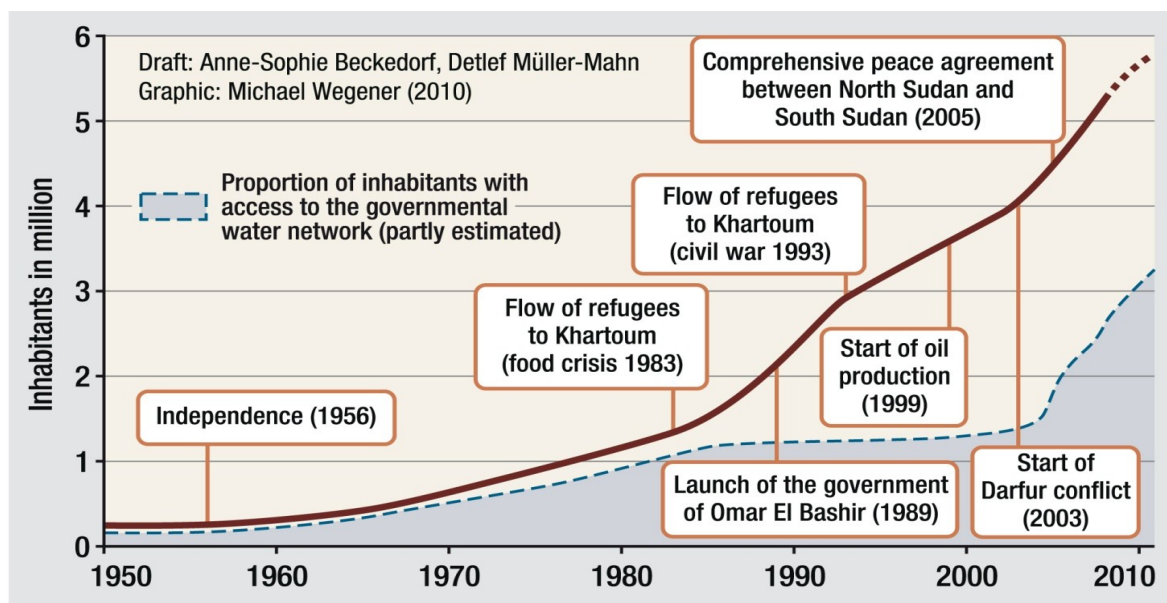 Draft: Anne-Sophie Beckedorf, Detlef Müller-Mahn
Graphic: Michael Wegener (2010)
Proportion of inhabitants with
access to the governmental
water network (partly estimated)
Comprehensive peace agreement
between North Sudan and
South Sudan (2005)
Flow of refugees
to Khartoum
(civil war 1993)
Flow of refugees
to Khartoum
(food crisis 1983)
Independence (1956)
Start of oil
production
(1999)
Launch of the government
of Omar El Bashir (1989)
Start of
Darfur conflict
(2003)
Inhabitants in million
6
5
4
3
2
1
0
1950
1960
1970
1980
1990
2000
2010